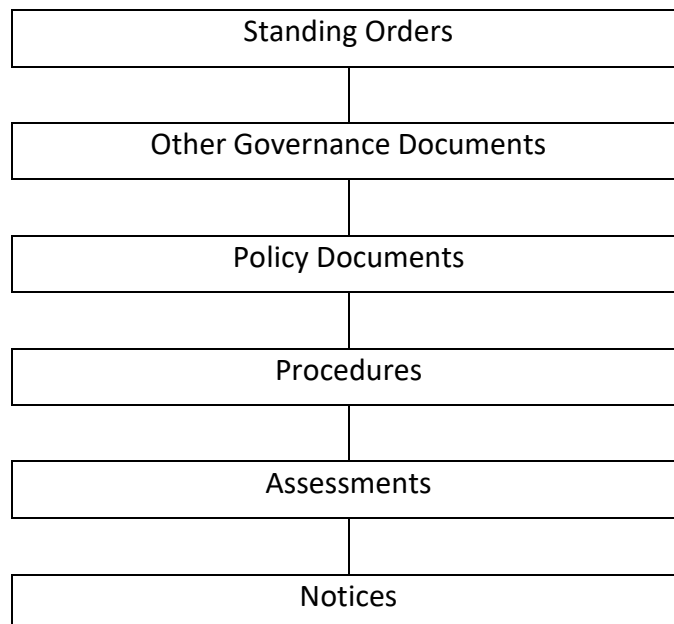 Standing Orders
Other Governance Documents
Policy Documents
Procedures
Assessments
Notices